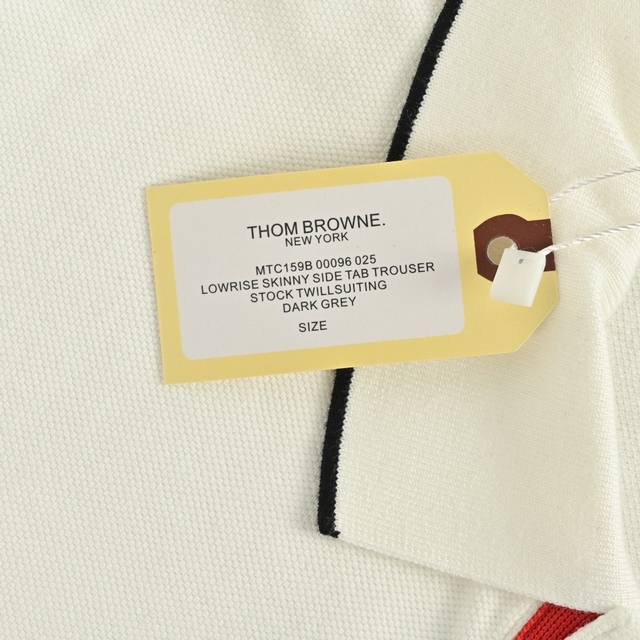 THOM BROWNE.
NEW YORK
MTC159B 00096 025
LOWRISE SKINNY SIDE TAB TROUSER
STOCK TWILLSUITING
DARK GREY
SIZE